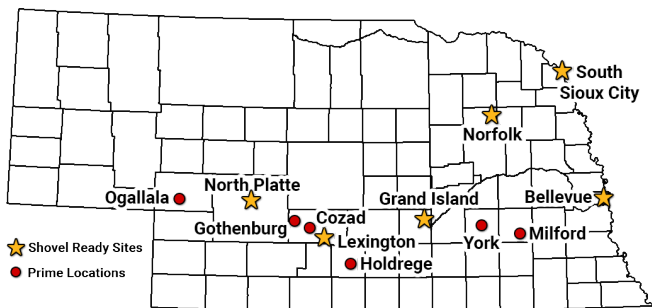 South
Sioux City
Norfolk
North Platte
Ogallala
Grand Island
Bellevue
Gothenburg
Cozad
Lexington
York
Milford
Holdrege
Shovel Ready Sites
Prime Locations